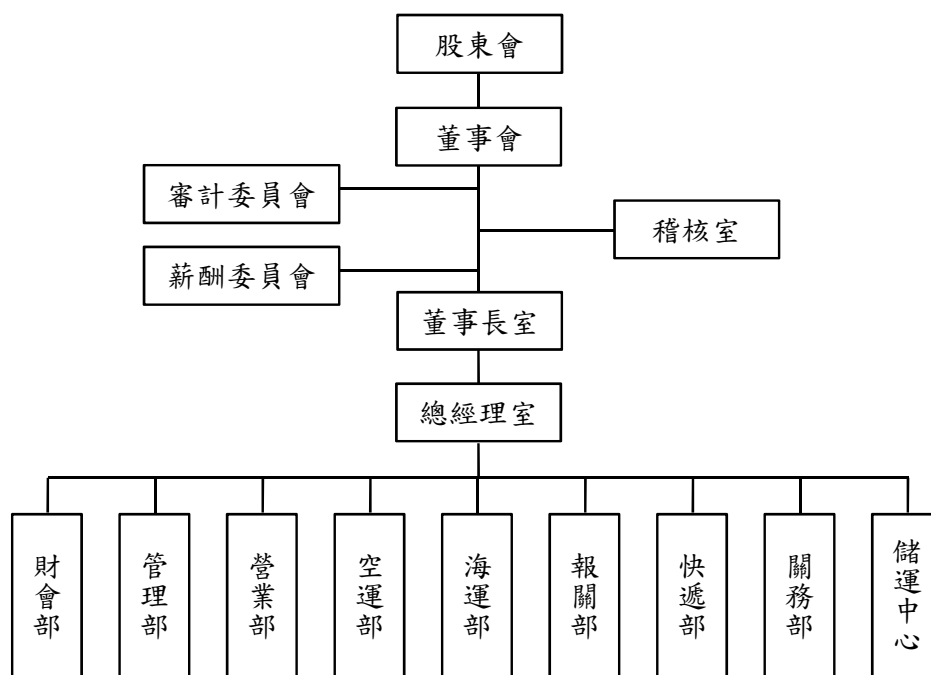 股東會
董事會
審計委員會
稽核室
薪酬委員會
董事長室
總經理室
財會部
管理部
營業部
空運部
海運部
報關部
快遞部
關務部
儲運中心